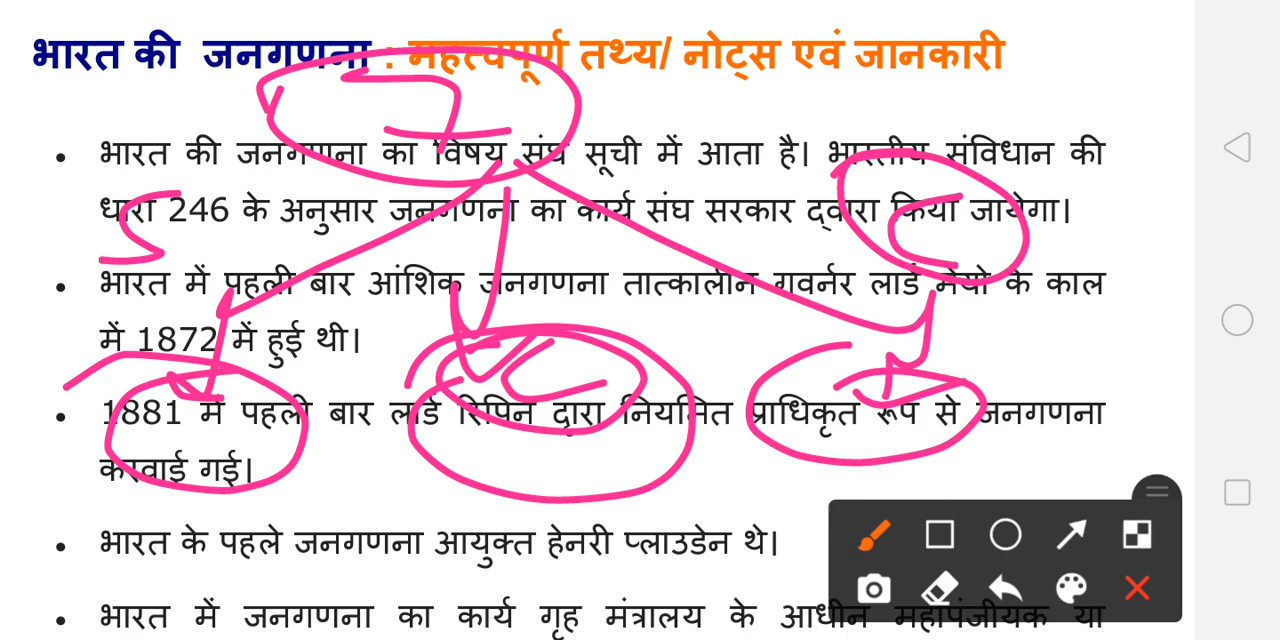 भारत की जनगणना : महत्वपूर्ण तथ्य/ नोट्स एवं जानकारी
• भारत की जनगणना का विषय संघ सूची में आता है। भारतीय संविधान की
धारा 246 के अनुसार जनगणना का कार्य संघ सरकार द्वारा किया जायेगा।
• भारत में पहली बार आंशिक जनगणना तात्कालीन गवर्नर लार्ड मेयो के काल
में 1872 में हुई थी।
• 1881 में पहली बार लार्ड रिपिन द्वारा नियमित प्राधिकृत रूप से जनगणना
करवाई गई।
• भारत के पहले जनगणना आयुक्त हेनरी प्लाउडेन थे।
• भारत में जनगणना का कार्य गृह मंत्रालय के आधीन महापंजीयक या